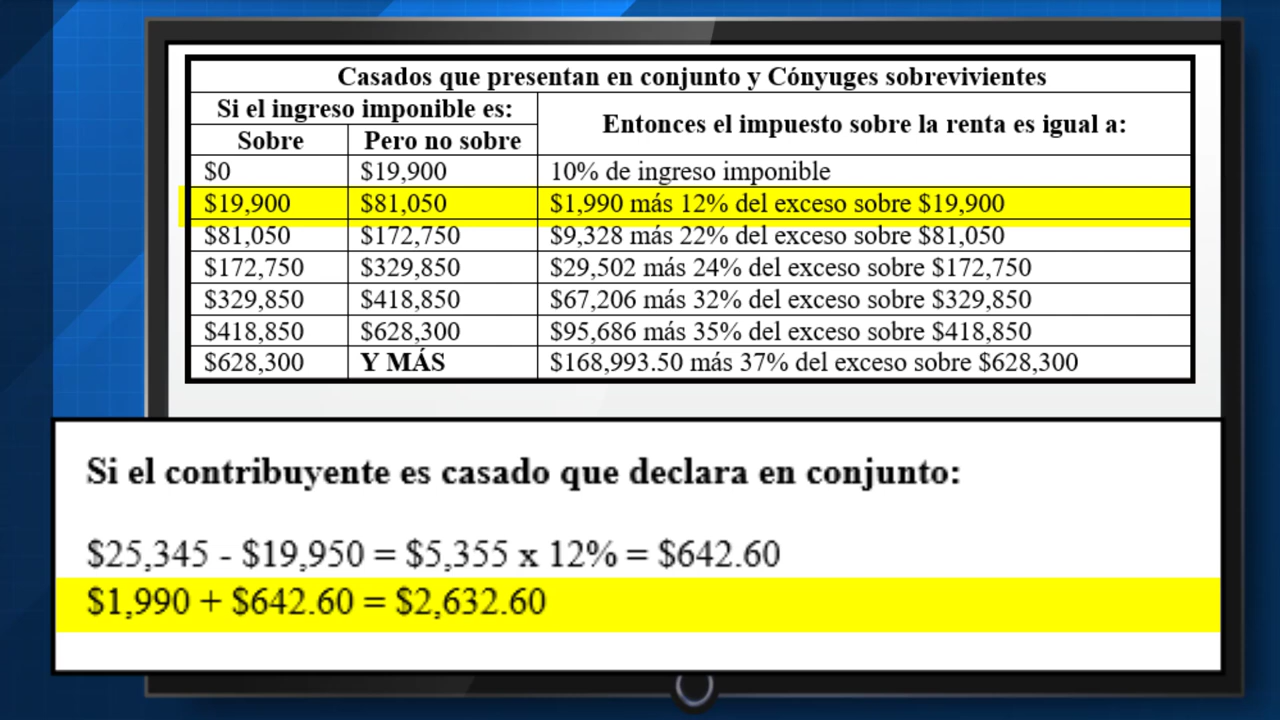 Casados que presentan en conjunto y Cónyuges sobrevivientes
Si el ingreso imponible es:
Entonces el impuesto sobre la renta es igual a:
Sobre Pero no sobre
$0 $19,900 10% de ingreso imponible
$19,900 $81,050 $1,990 más 12% del exceso sobre $19,900
$81,050 $172,750 $9,328 más 22% del exceso sobre $81,050
$172,750 $329,850 $29,502 más 24% del exceso sobre $172,750
$329,850 $418,850 $67,206 más 32% del exceso sobre $329,850
$418,850 $628,300 $95,686 más 35% del exceso sobre $418,850
$628,300 Y MÁS $168,993.50 más 37% del exceso sobre $628,300
Si el contribuyente es casado que declara en conjunto:
$25,345 - $19,950 = $5,355 x 12% = $642.60
$1,990 + $642.60 = $2,632.60